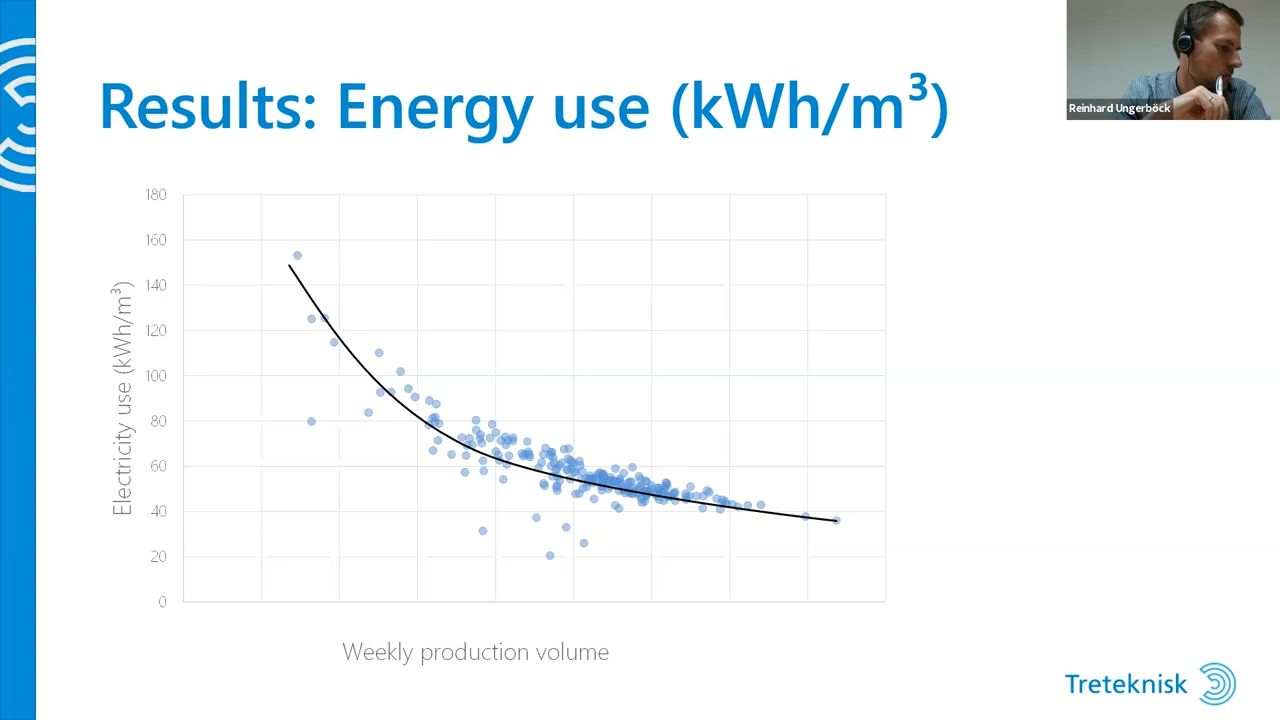 Results: Energy use (kWh/m³)
Reinhard Ungerböck
180
160
140
120
100
80
60
40
20
0
Electricity use (kWh/m³)
Weekly production volume
Treteknisk